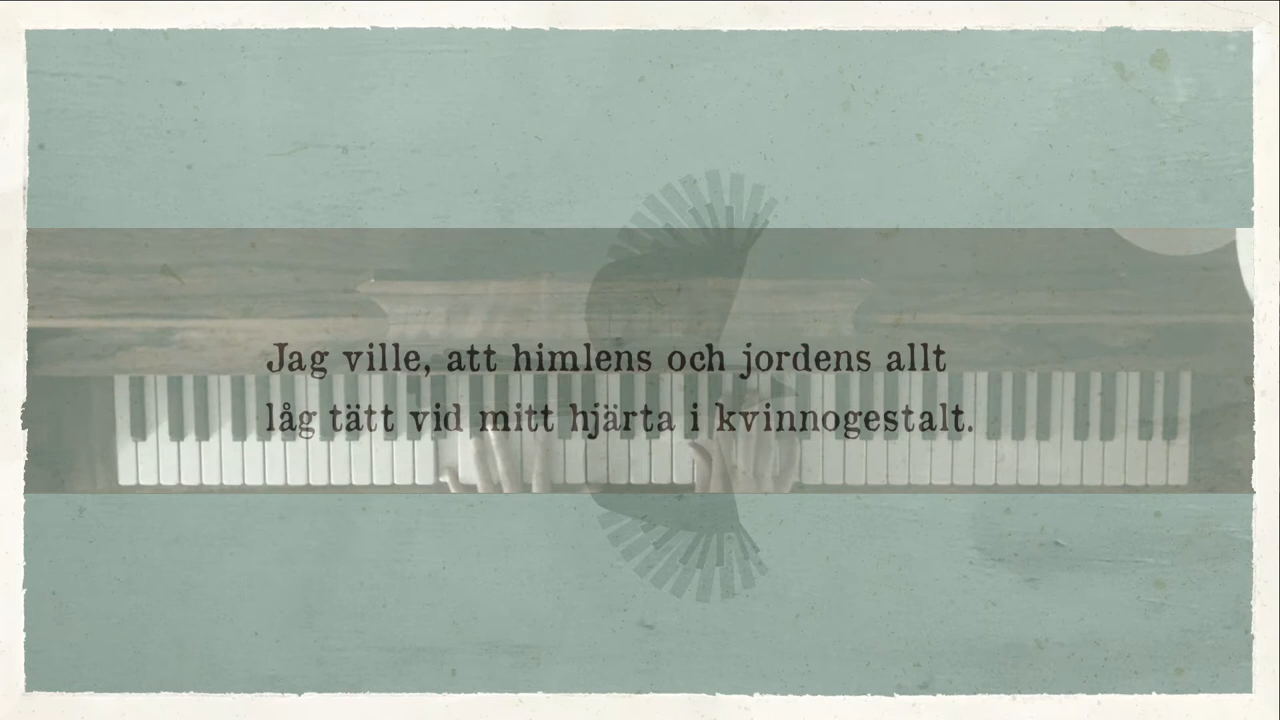 Jag ville, att himlens och jordens allt
låg tätt vid mitt hjärta i kvinnogestalt.